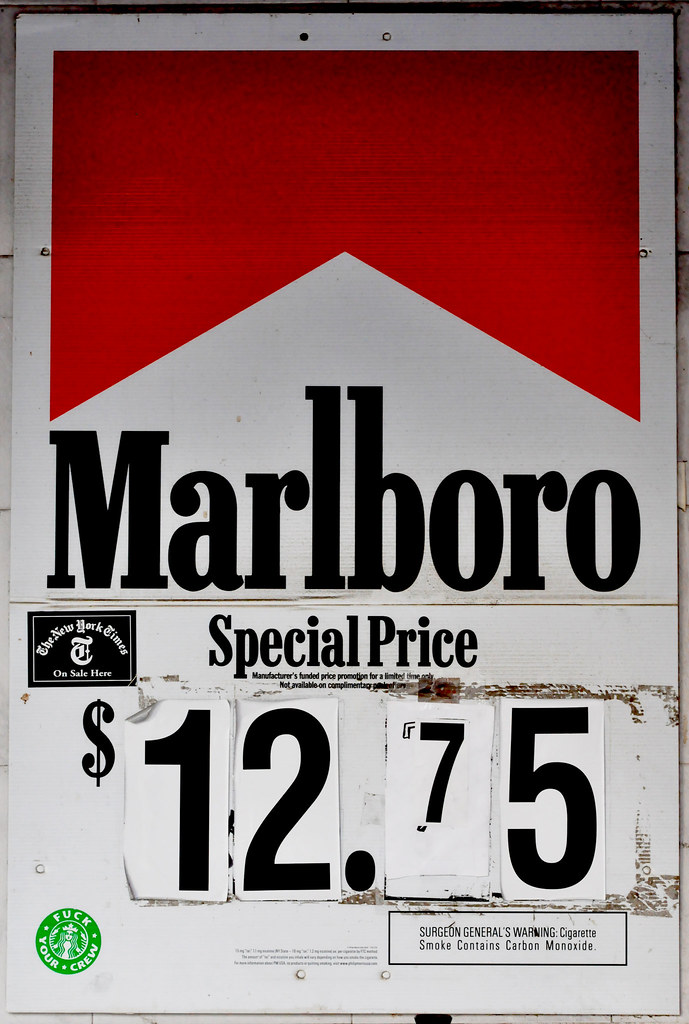 Marlboro
Special Price
The New York Times
T
On Sale Here
Manufacturer's funded price promotion for a limited time only.
Not available on complimentary
$12.75
FUCK
YOUR CREW
SURGEON GENERAL'S WARNING: Cigarette
Smoke Contains Carbon Monoxide.